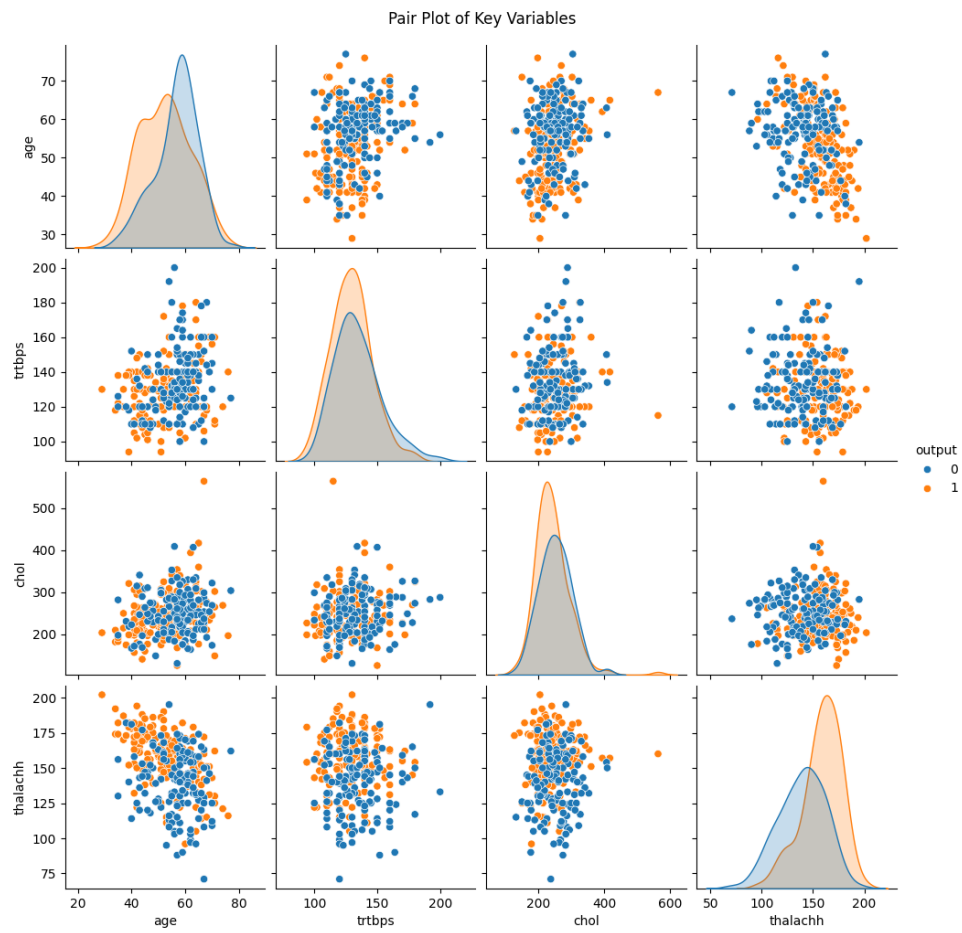 Pair Plot of Key Variables
age
70
60
50
40
30
trtbps
200
180
160
140
120
100
output
0
1
chol
500
400
300
200
thalachh
200
175
150
125
100
75
20 40 60 80
100 150 200
200 400 600
50 100 150 200
age trtbps chol thalachh